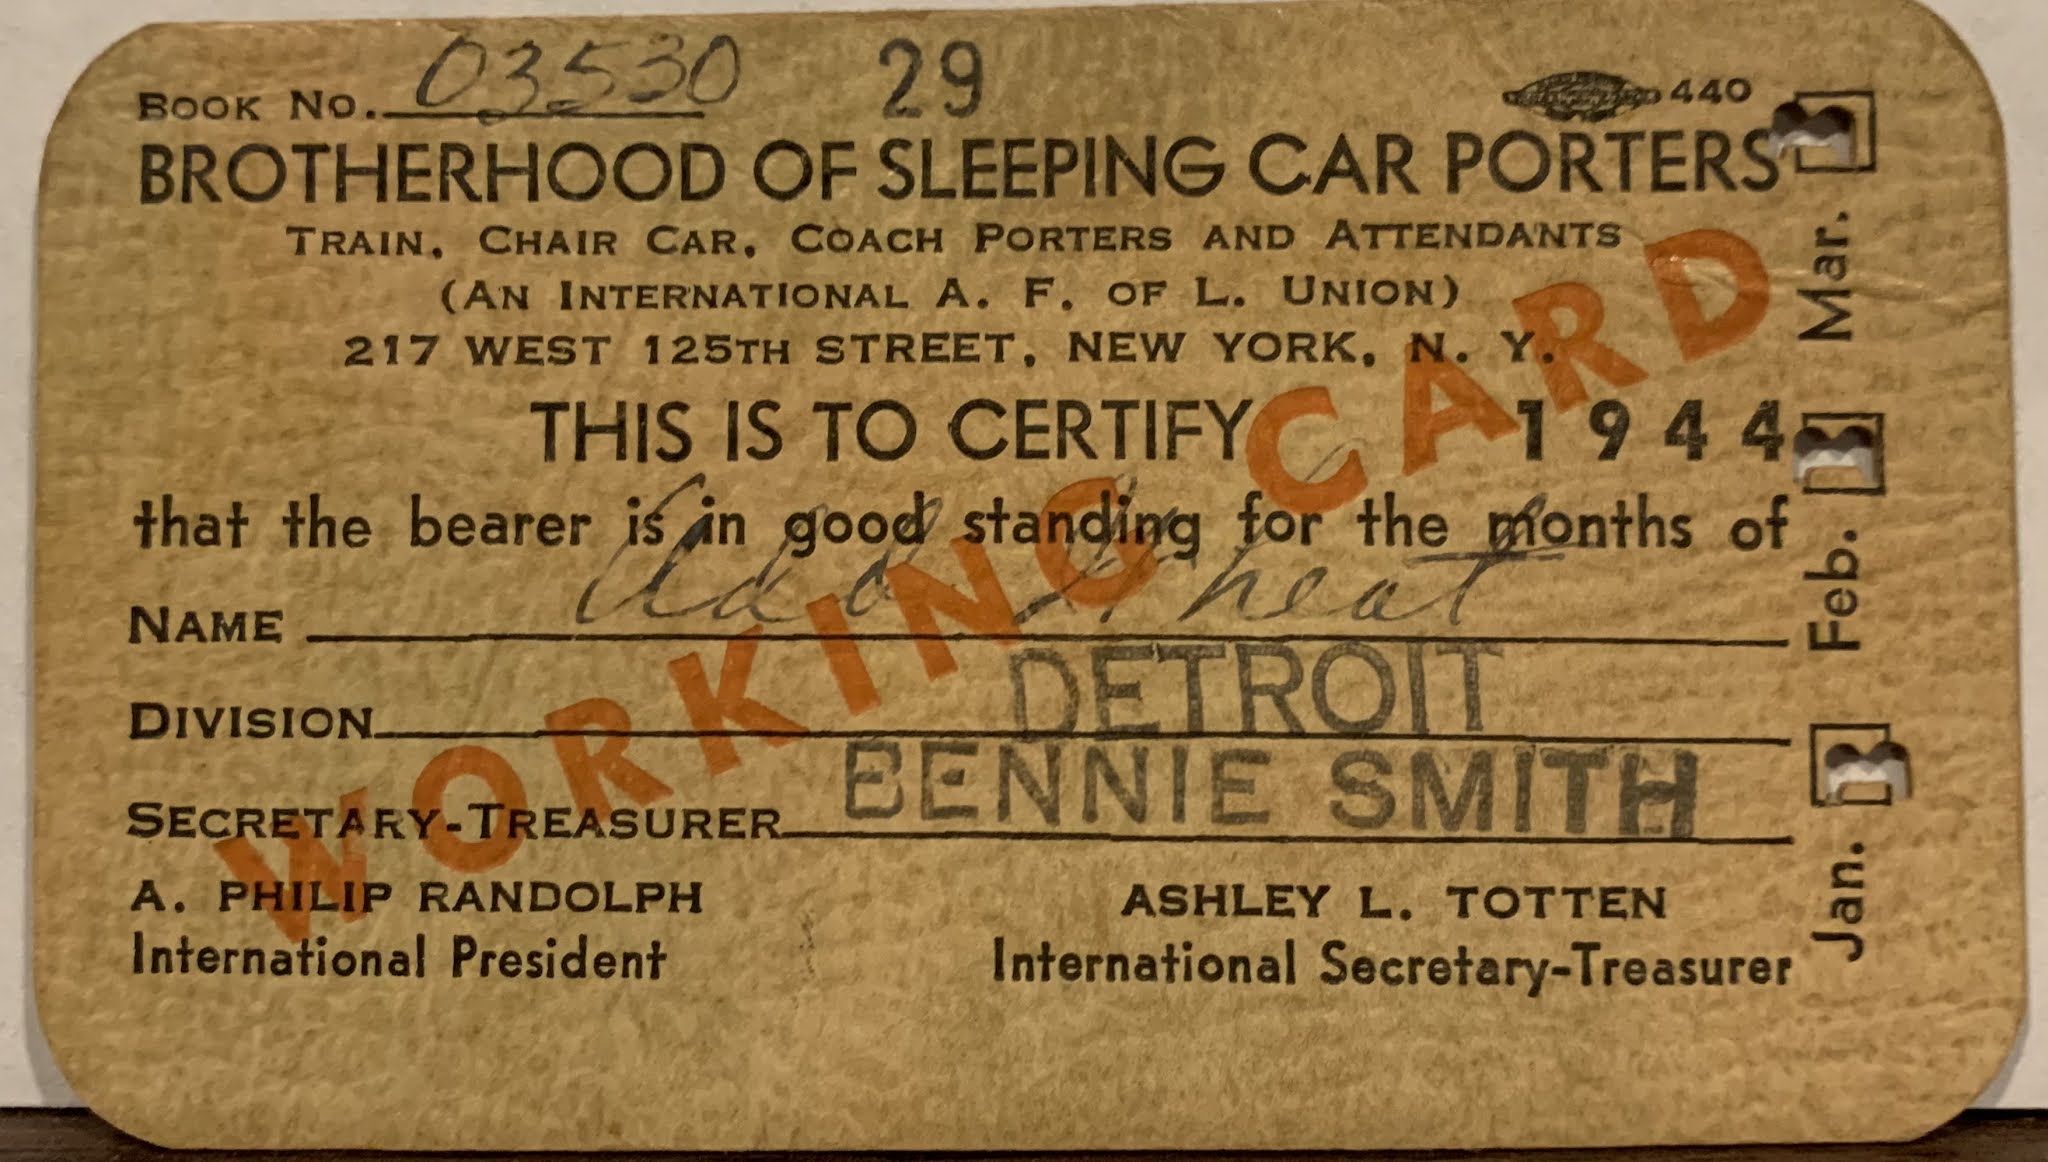 BOOK NO. 03530 29 440
BROTHERHOOD OF SLEEPING CAR PORTERS
TRAIN, CHAIR CAR, COACH PORTERS AND ATTENDANTS
(AN INTERNATIONAL A. F. OF L. UNION)
217 WEST 125TH STREET, NEW YORK, N. Y.
THIS IS TO CERTIFY 1944
that the bearer is in good standing for the months of
NAME
DIVISION DETROIT
SECRETARY-TREASURER BENNIE SMITH
A. PHILIP RANDOLPH ASHLEY L. TOTTEN
International President International Secretary-Treasurer
WORKING CARD
Mar.
Feb.
Jan.